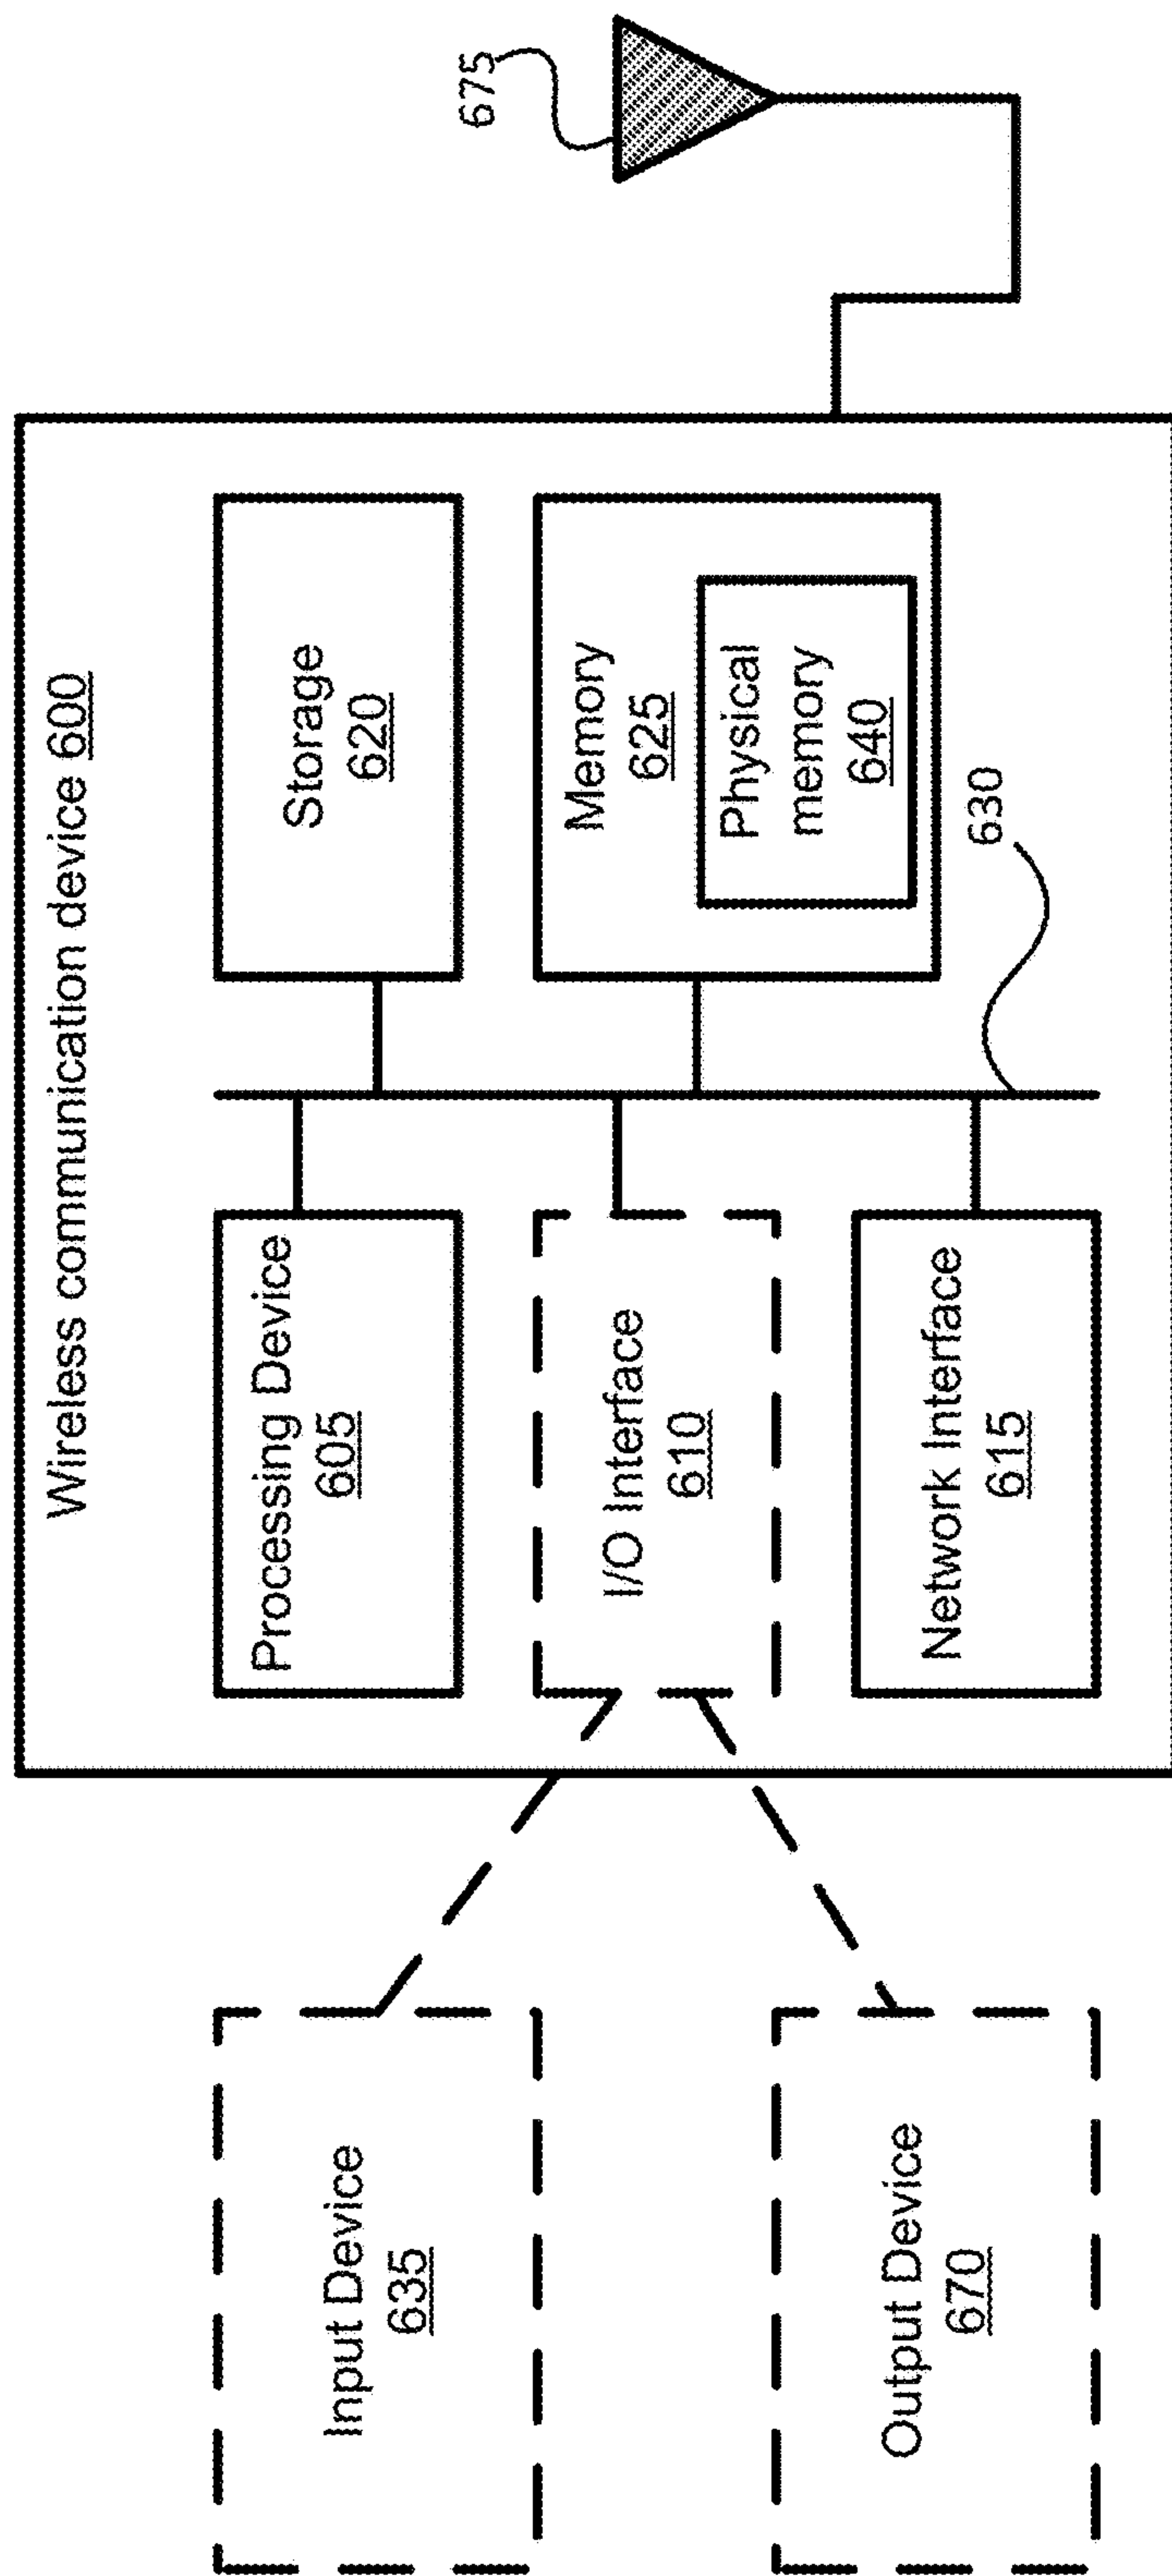 Wireless communication device 600
Input Device
635
Output Device
670
Processing Device
605
I/O Interface
610
Network Interface
615
Storage
620
Memory
625
Physical
memory
640
630
675